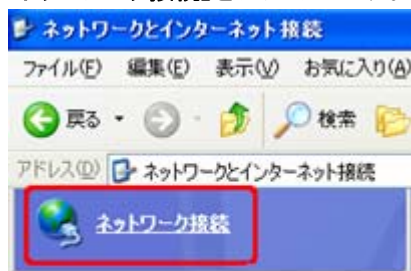 ネットワークとインターネット接続
ファイル(F) 編集(E) 表示(V) お気に入り(A)
戻る 検索
アドレス(D) ネットワークとインターネット接続
ネットワーク接続